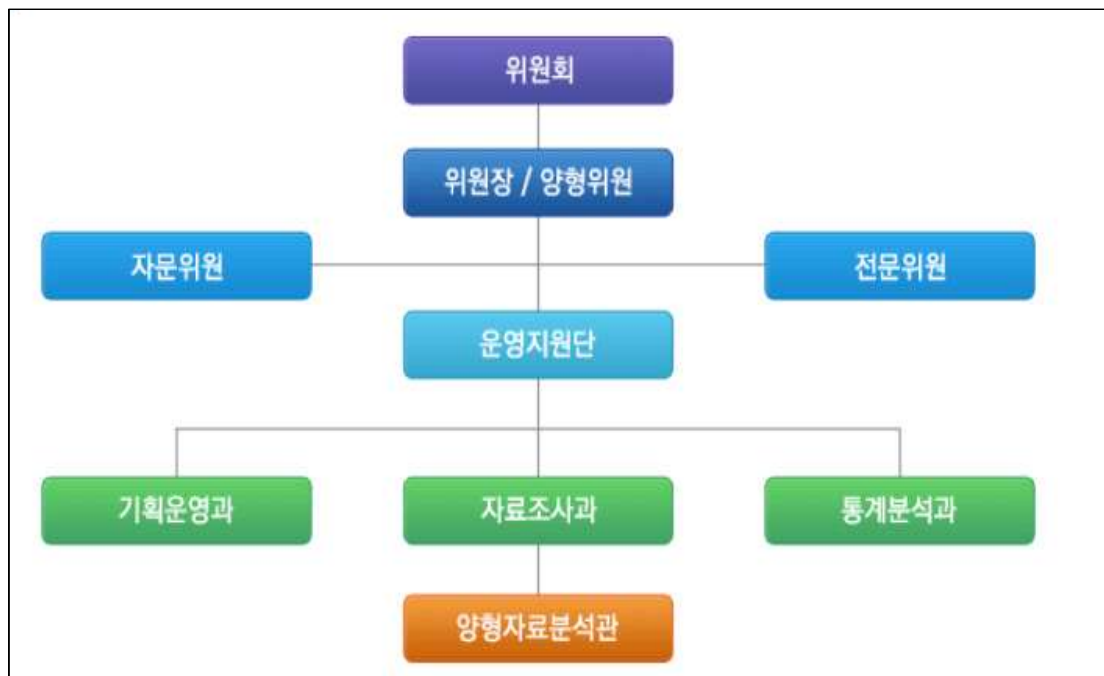 위원회
위원장 / 양형위원
자문위원
전문위원
운영지원단
기획운영과
자료조사과
통계분석과
양형자료분석관